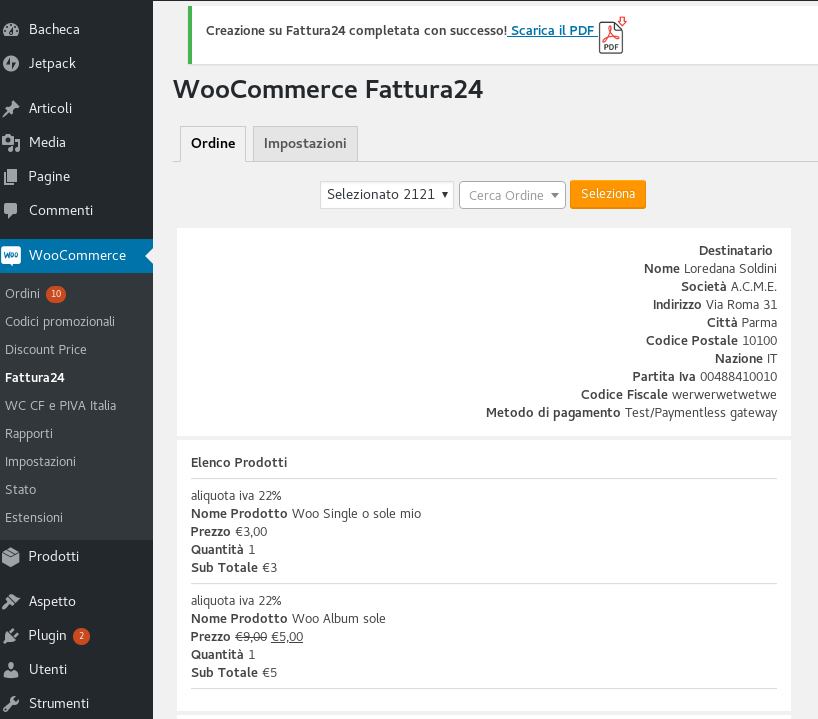 Bacheca
Jetpack
Articoli
Media
Pagine
Commenti
WOO WooCommerce
Ordini 10
Codici promozionali
Discount Price
Fattura24
WC CF e PIVA Italia
Rapporti
Impostazioni
Stato
Estensioni
Prodotti
Aspetto
Plugin 2
Utenti
Strumenti
Creazione su Fattura24 completata con successo! Scarica il PDF PDF
WooCommerce Fattura24
Ordine Impostazioni
Selezionato 2121 Cerca Ordine Seleziona
Destinatario
Nome Loredana Soldini
Società A.C.M.E.
Indirizzo Via Roma 31
Città Parma
Codice Postale 10100
Nazione IT
Partita Iva 00488410010
Codice Fiscale werwerwetwetwe
Metodo di pagamento Test/Paymentless gateway
Elenco Prodotti
aliquota iva 22%
Nome Prodotto Woo Single o sole mio
Prezzo €3,00
Quantità 1
Sub Totale €3
aliquota iva 22%
Nome Prodotto Woo Album sole
Prezzo €9,00 €5,00
Quantità 1
Sub Totale €5